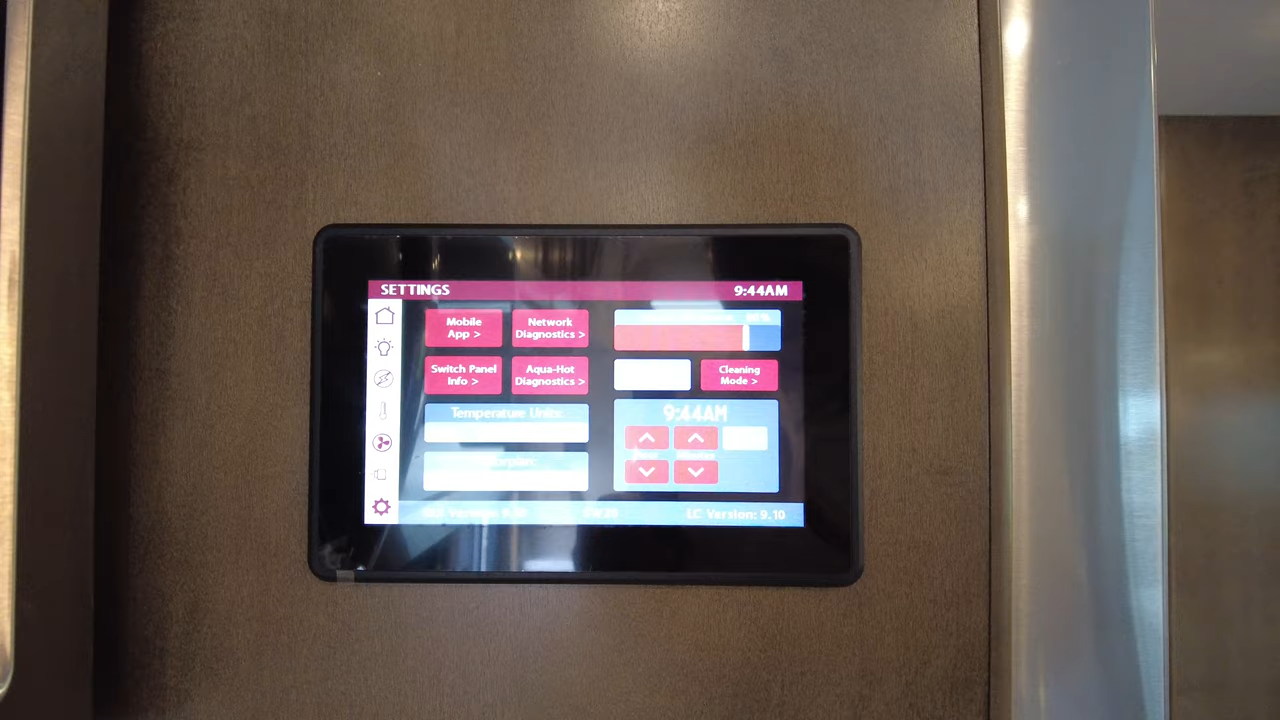 SETTINGS
9:44AM
Mobile
App >
Network
Diagnostics >
Switch Panel
Info >
Aqua-Hot
Diagnostics >
Cleaning
Mode >
Temperature Units:
9:44AM
LC Version: 9.10